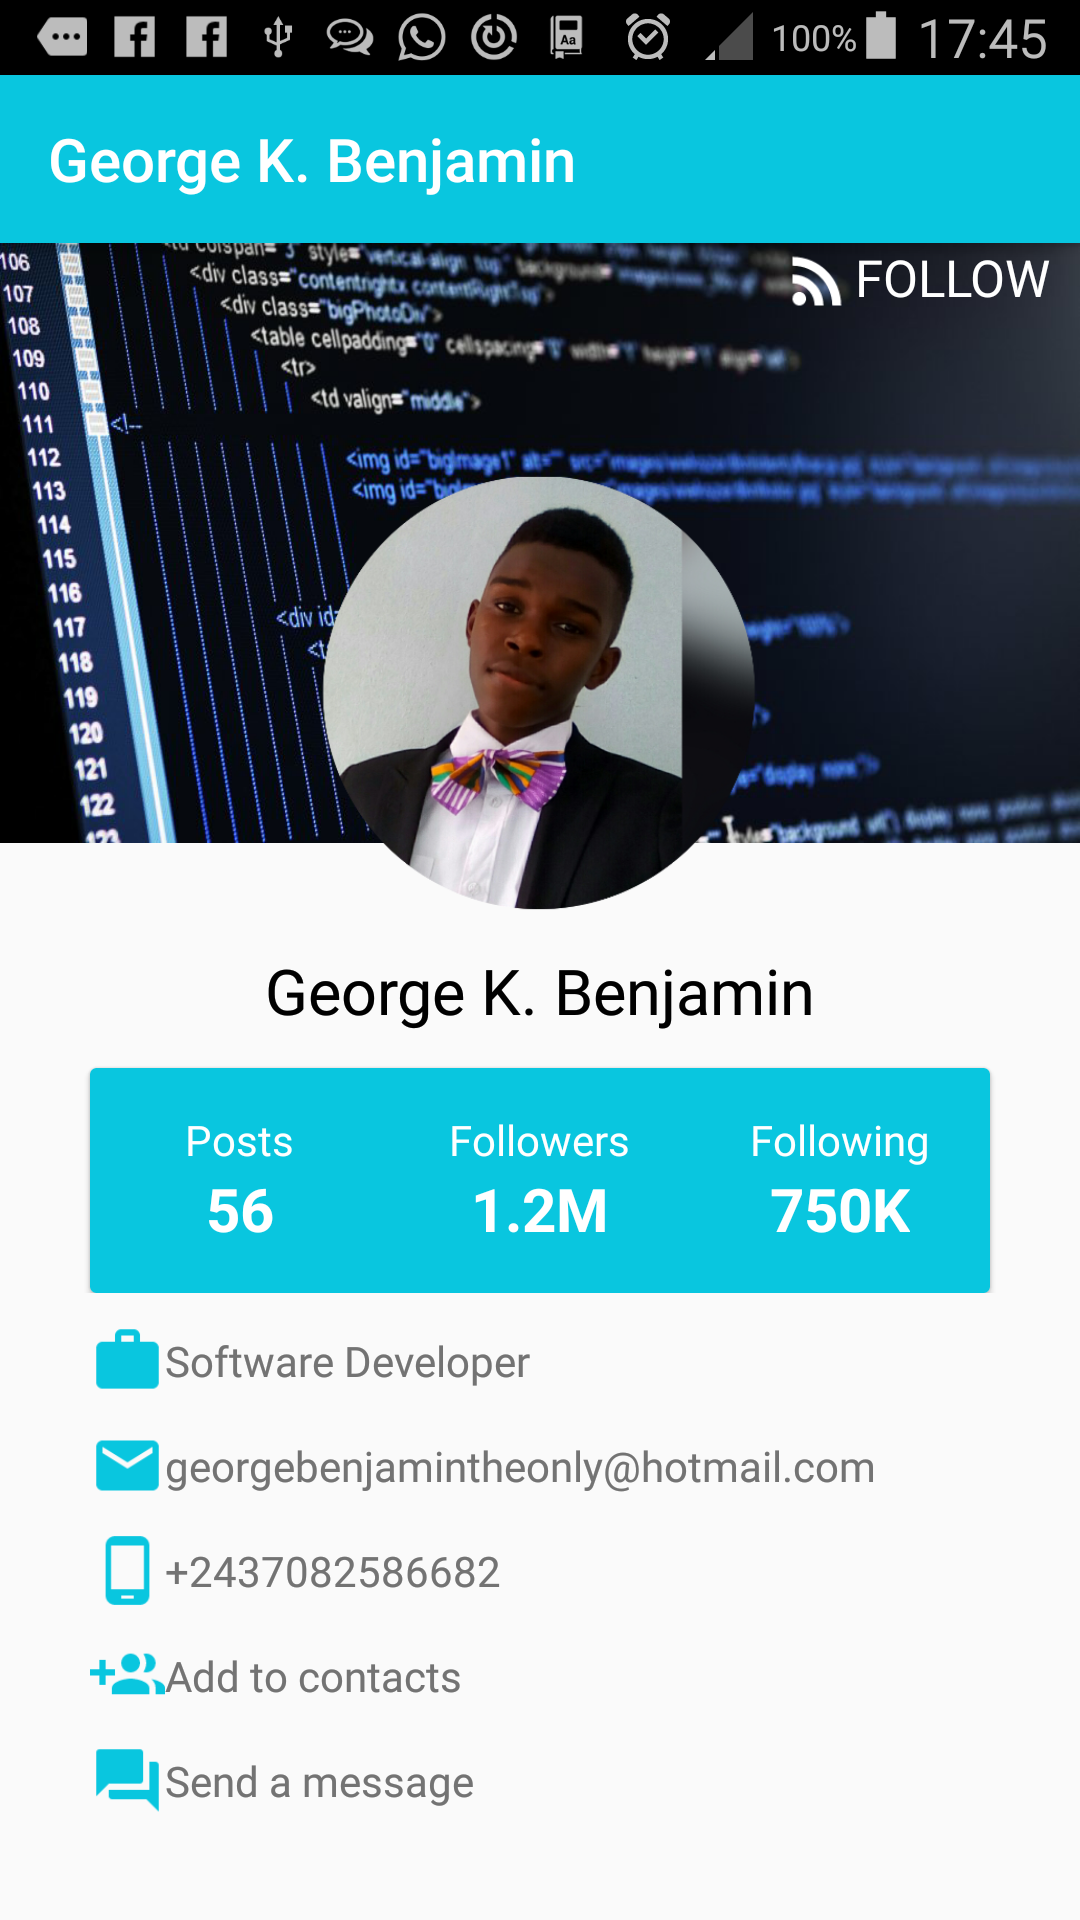 100% 17:45
George K. Benjamin
FOLLOW
106
107 <div class="contentrightx contentRight
108 <div class="bigPhotoDiv">
109 <table cellpadding="0" cellspacing="0"
110 <tr>
111 <td valign="middle">
<!--
112 <img id="bigImage1" alt=""
113 <img id=
114
115
116
117 <div id=
118
119
120
121
122
123
George K. Benjamin
Posts Followers Following
56 1.2M 750K
Software Developer
georgebenjamintheonly@hotmail.com
+2437082586682
Add to contacts
Send a message